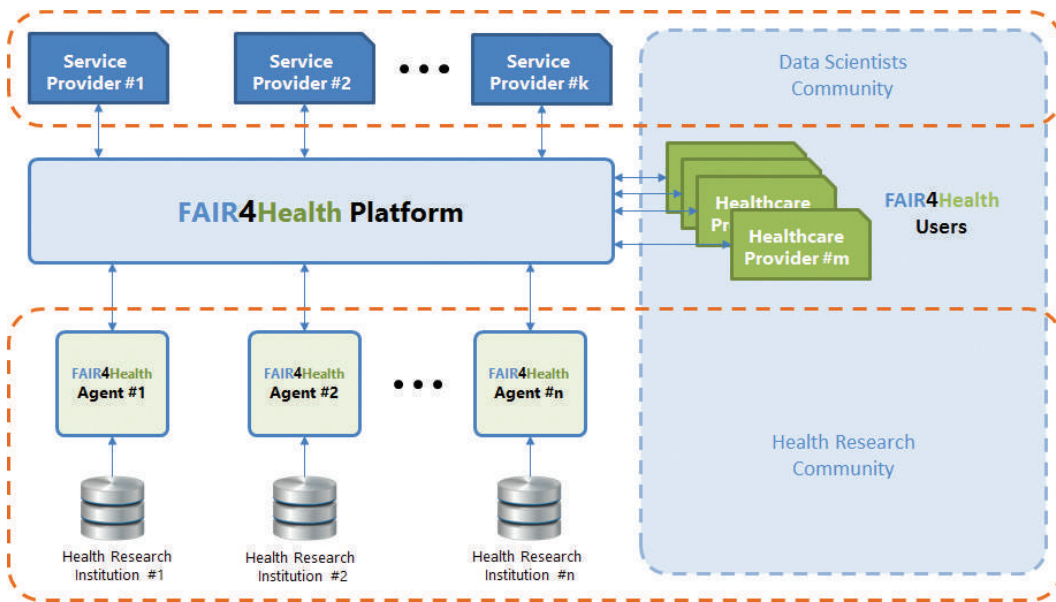 Service
Provider #1
Service
Provider #2
Service
Provider #k
Data Scientists
Community
FAIR4Health Platform
Healthcare
Healthcare
Provider #m
FAIR4Health
Users
FAIR4Health
Agent #1
FAIR4Health
Agent #2
FAIR4Health
Agent #n
Health Research
Community
Health Research
Institution #1
Health Research
Institution #2
Health Research
Institution #n